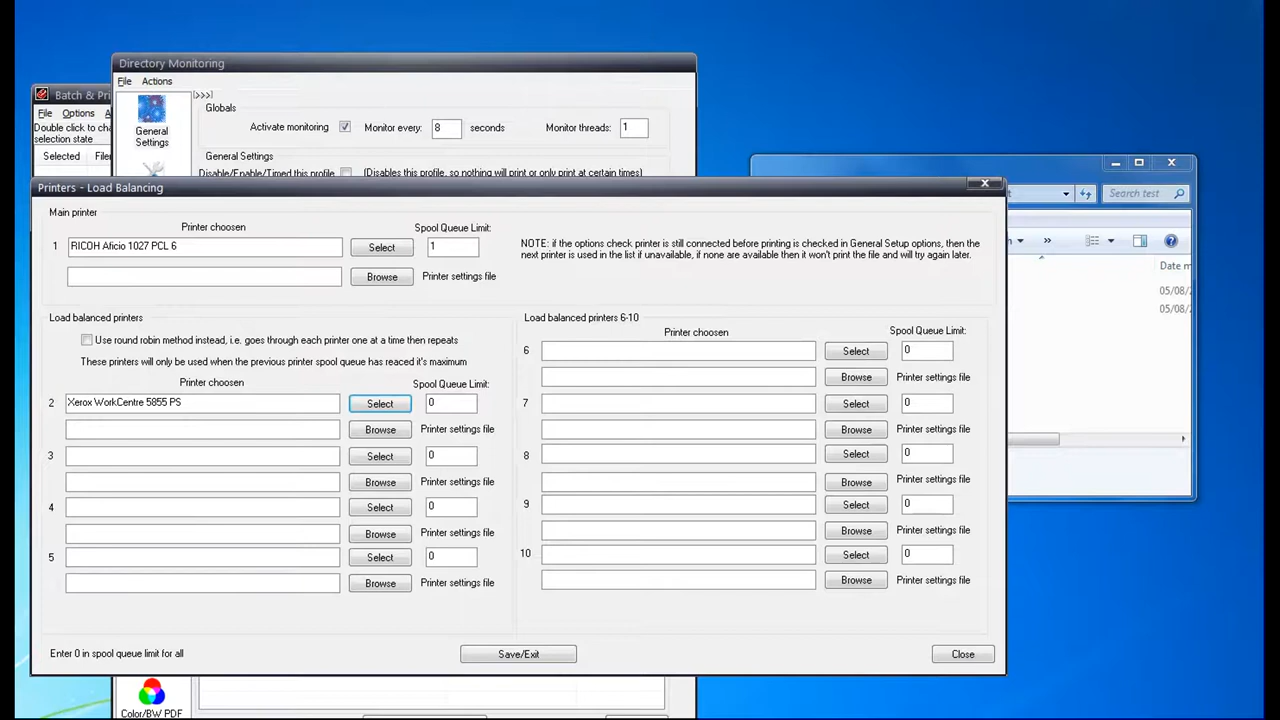 Directory Monitoring
File Actions
[>>>]
Globals
General Settings
Activate monitoring
Monitor every: 8 seconds
Monitor threads: 1
General Settings
Disable/Enable/Timed this profile (Disables this profile, so nothing will print or only print at certain times)
Batch & Pri
File Options A
Double click to cha
selection state
Selected Filen
Search test
Date m
05/08/2
05/08/2
Printers - Load Balancing
Main printer
Printer choosen
Spool Queue Limit:
1 RICOH Aficio 1027 PCL 6 Select 1
Browse Printer settings file
NOTE: if the options check printer is still connected before printing is checked in General Setup options, then the
next printer is used in the list if unavailable, if none are available then it won't print the file and will try again later.
Load balanced printers
Use round robin method instead, i.e. goes through each printer one at a time then repeats
These printers will only be used when the previous printer spool queue has reaced it's maximum
Printer choosen
Spool Queue Limit:
2 Xerox WorkCentre 5855 PS Select 0
Browse Printer settings file
3 Select 0
Browse Printer settings file
4 Select 0
Browse Printer settings file
5 Select 0
Browse Printer settings file
Load balanced printers 6-10
Printer choosen
Spool Queue Limit:
6 Select 0
Browse Printer settings file
7 Select 0
Browse Printer settings file
8 Select 0
Browse Printer settings file
9 Select 0
Browse Printer settings file
10 Select 0
Browse Printer settings file
Enter 0 in spool queue limit for all
Save/Exit
Close
Color/BW PDF